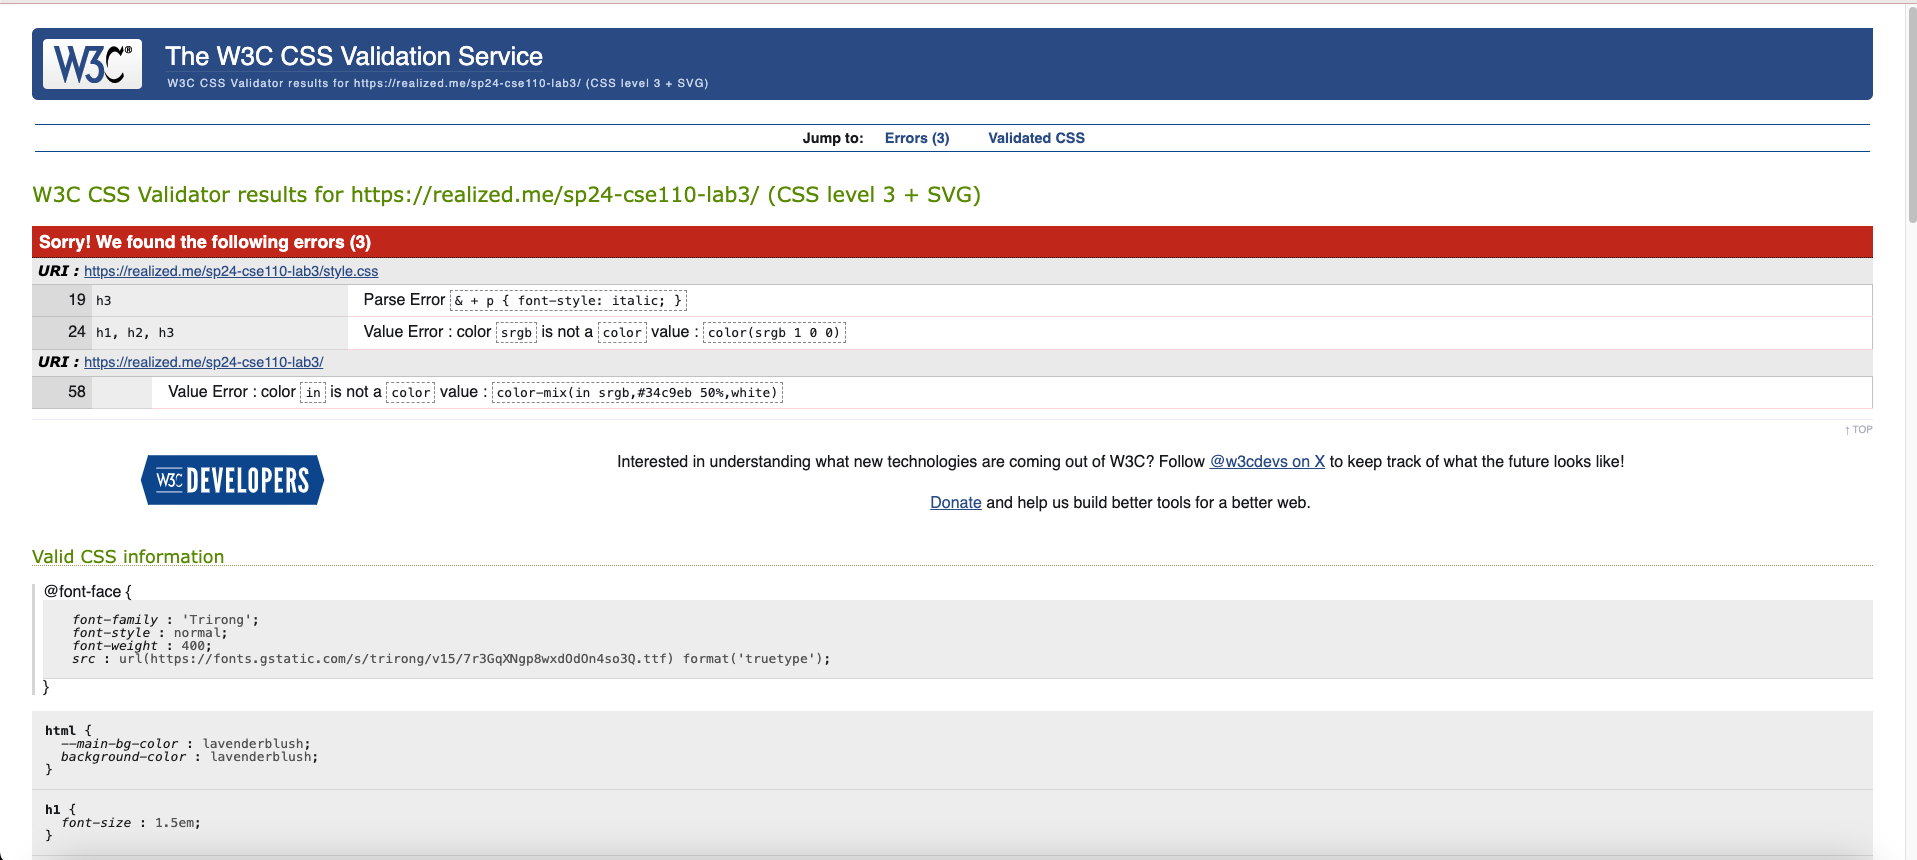 W3C®
The W3C CSS Validation Service
W3C CSS Validator results for https://realized.me/sp24-cse110-lab3/ (CSS level 3 + SVG)
Jump to: Errors (3) Validated CSS
W3C CSS Validator results for https://realized.me/sp24-cse110-lab3/ (CSS level 3 + SVG)
Sorry! We found the following errors (3)
URI : https://realized.me/sp24-cse110-lab3/style.css
19 h3 Parse Error & + p { font-style: italic; }
24 h1, h2, h3 Value Error : color srgb is not a color value : color(srgb 1 0 0)
URI : https://realized.me/sp24-cse110-lab3/
58 Value Error : color in is not a color value : color-mix(in srgb,#34c9eb 50%,white)
↑ TOP
W3C DEVELOPERS
Interested in understanding what new technologies are coming out of W3C? Follow @w3cdevs on X to keep track of what the future looks like!
Donate and help us build better tools for a better web.
Valid CSS information
@font-face {
font-family : 'Trirong';
font-style : normal;
font-weight : 400;
src : url(https://fonts.gstatic.com/s/trirong/v15/7r3GqXNgp8wxdOdOn4so3Q.ttf) format('truetype');
}
html {
--main-bg-color : lavenderblush;
background-color : lavenderblush;
}
h1 {
font-size : 1.5em;
}